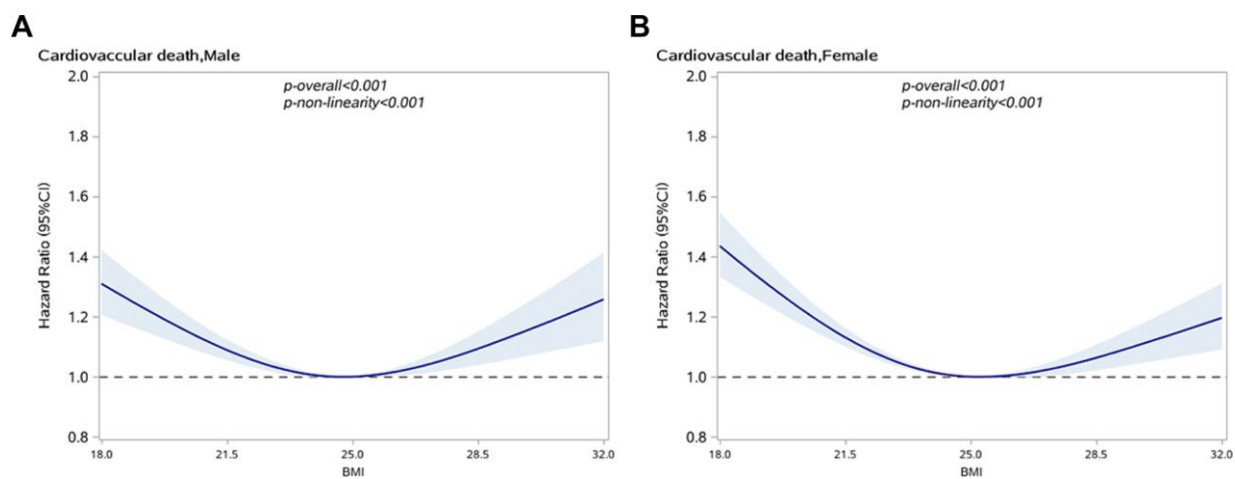 A
Cardiovaccular death,Male
p-overall<0.001
p-non-linearity<0.001
Hazard Ratio (95%CI)
2.0
1.8
1.6
1.4
1.2
1.0
0.8
18.0 21.5 25.0 28.5 32.0
BMI
B
Cardiovascular death,Female
p-overall<0.001
p-non-linearity<0.001
Hazard Ratio (95%CI)
2.0
1.8
1.6
1.4
1.2
1.0
0.8
18.0 21.5 25.0 28.5 32.0
BMI